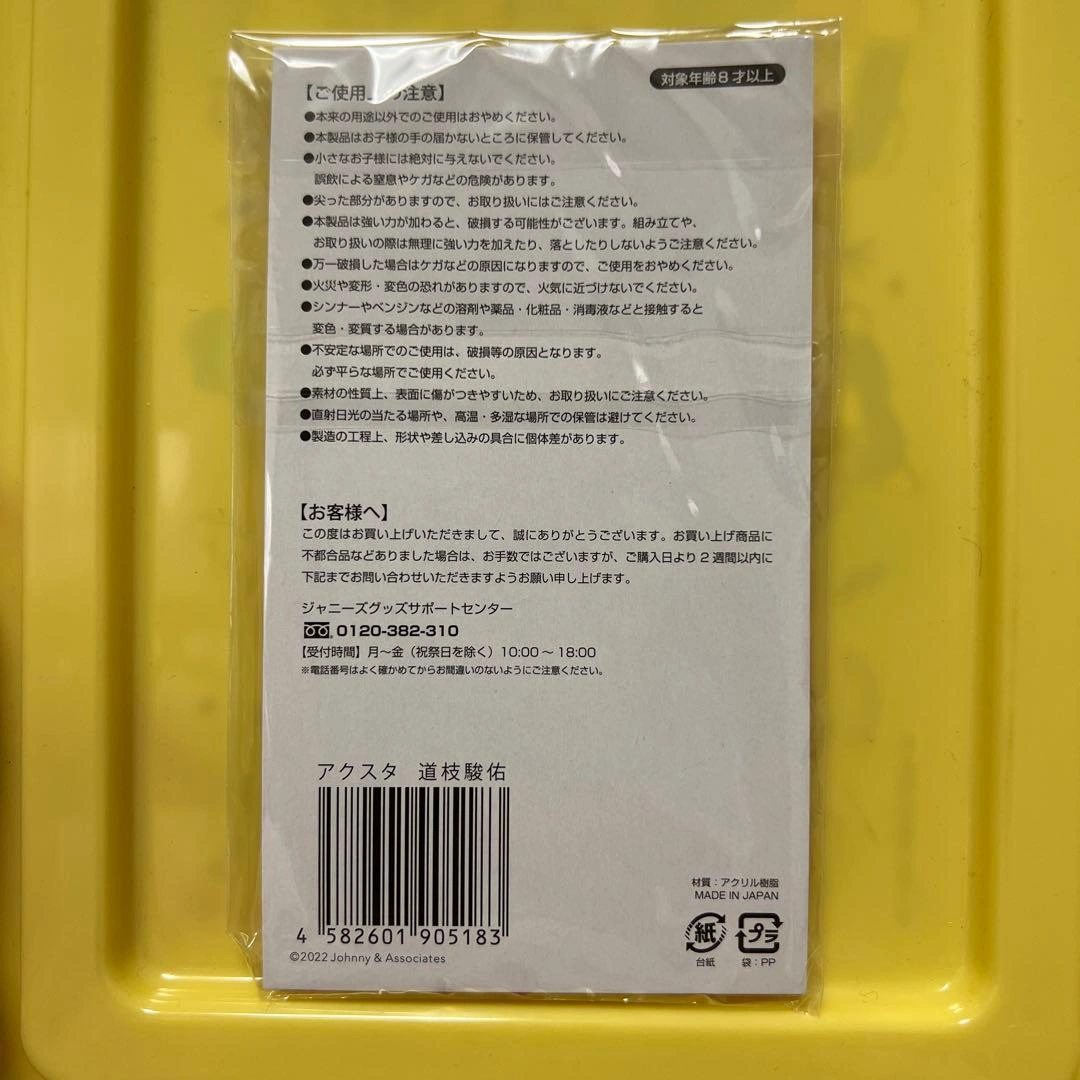 対象年齢8才以上
【ご使用上の注意】
●本来の用途以外でのご使用はおやめください。
●本製品はお子様の手の届かないところに保管してください。
●小さなお子様には絶対に与えないでください。
誤飲による窒息やケガなどの危険があります。
●尖った部分がありますので、お取り扱いにはご注意ください。
●本製品は強い力が加わると、破損する可能性がございます。組み立てや、
お取り扱いの際は無理に強い力を加えたり、落としたりしないようご注意ください。
●万一破損した場合はケガなどの原因になりますので、ご使用をおやめください。
●火災や変形・変色の恐れがありますので、火気に近づけないでください。
●シンナーやベンジンなどの溶剤や薬品・化粧品・消毒液などと接触すると
変色・変質する場合があります。
●不安定な場所でのご使用は、破損等の原因となります。
必ず平らな場所でご使用ください。
●素材の性質上、表面に傷がつきやすいため、お取り扱いにご注意ください。
●直射日光の当たる場所や、高温・多湿な場所での保管は避けてください。
●製造の工程上、形状や差し込みの具合に個体差があります。
【お客様へ】
この度はお買い上げいただきまして、誠にありがとうございます。お買い上げ商品に
不都合品などありました場合は、お手数ではございますが、ご購入日より2週間以内に
下記までお問い合わせいただきますようお願い申し上げます。
ジャニーズグッズサポートセンター
0120-382-310
【受付時間】月～金（祝祭日を除く）10:00～18:00
※電話番号はよく確かめてからお間違いのないようにご注意ください。
アクスタ 道枝駿佑
4 582601 905183
©2022 Johnny & Associates
材質：アクリル樹脂
MADE IN JAPAN
紙 プラ
台紙 袋：PP